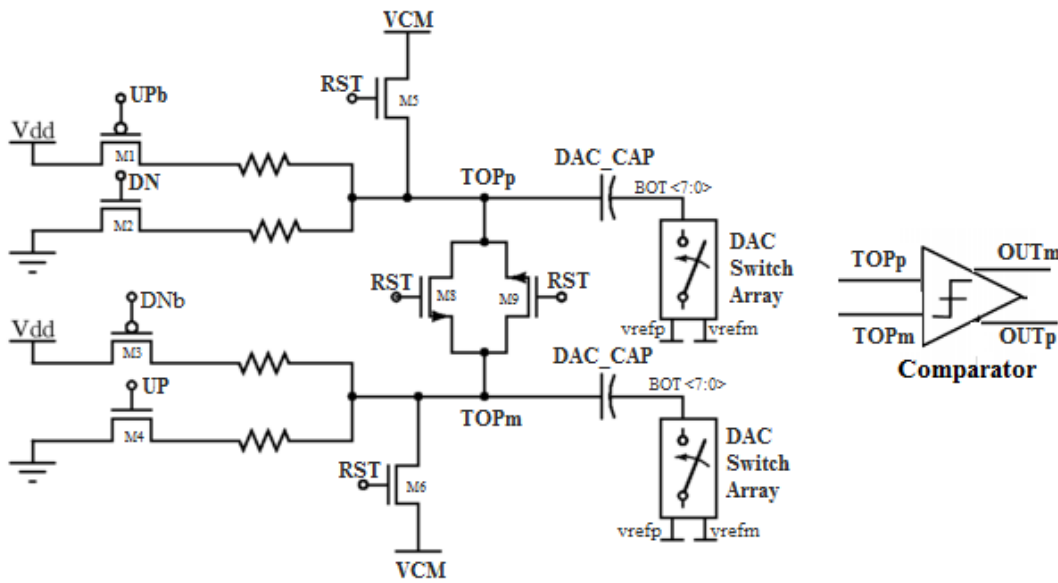 VCM
RST
M5
UPb
Vdd
M1
DN
M2
TOPp
DAC_CAP
BOT <7:0>
DAC
Switch
Array
vrefp
vrefm
RST
M8
M9
RST
DNb
Vdd
M3
UP
M4
TOPm
DAC_CAP
BOT <7:0>
DAC
Switch
Array
vrefp
vrefm
RST
M6
VCM
TOPp
TOPm
OUTm
OUTp
Comparator